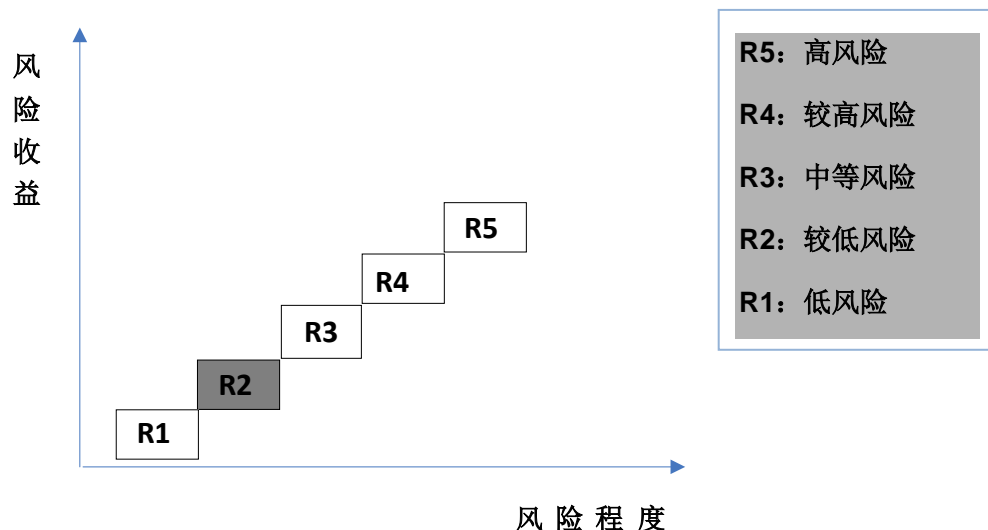 风
险
收
益
R5
R4
R3
R2
R1
风 险 程 度
R5：高风险
R4：较高风险
R3：中等风险
R2：较低风险
R1：低风险